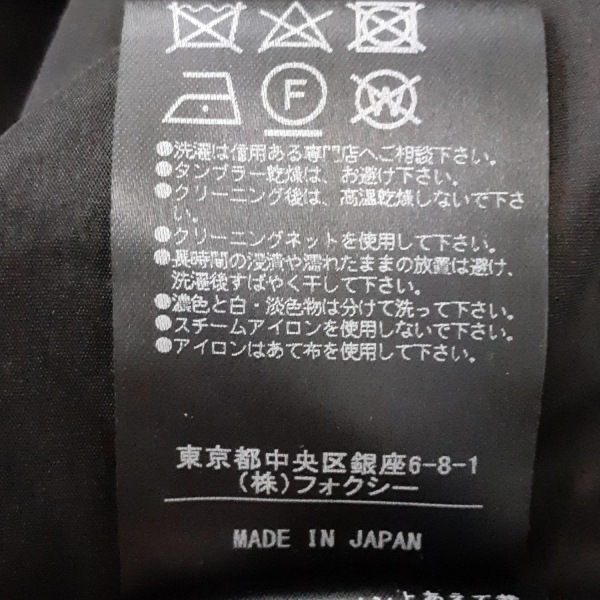 F
W
●洗濯は信用ある専門店へご相談下さい。
●タンブラー乾燥は、お避け下さい。
●クリーニング後は、高温乾燥しないで下さ
い。
●クリーニングネットを使用して下さい。
●長時間の浸漬や濡れたままの放置は避け、
洗濯後すばやく干して下さい。
●濃色と白・淡色物は分けて洗って下さい。
●スチームアイロンを使用しないで下さい。
●アイロンはあて布を使用して下さい。
東京都中央区銀座6-8-1
(株)フォクシー
MADE IN JAPAN